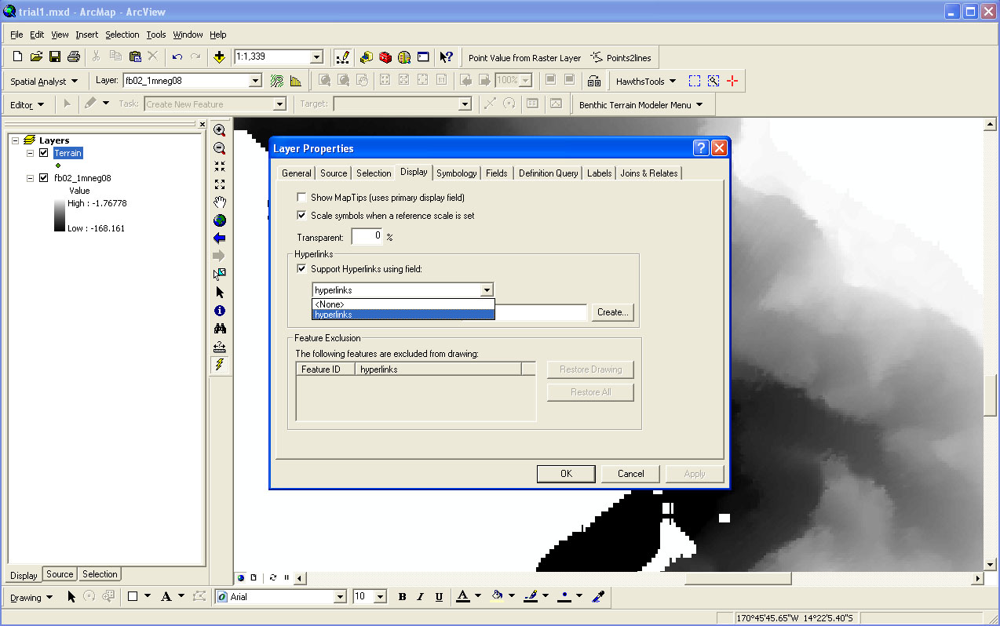 trial1.mxd - ArcMap - ArcView
File Edit View Insert Selection Tools Window Help
1:1,339 Point Value from Raster Layer Points2lines
Spatial Analyst Layer: fb02_1mneg08 1:1 100% HawthsTools
Editor Task: Create New Feature Target: Benthic Terrain Modeler Menu
Layers
Terrain
fb02_1mneg08
Value
High : -1.76778
Low : -168.161
Layer Properties
General Source Selection Display Symbology Fields Definition Query Labels Joins & Relates
Show MapTips (uses primary display field)
Scale symbols when a reference scale is set
Transparent: 0 %
Hyperlinks
Support Hyperlinks using field:
hyperlinks
<None>
hyperlinks
Create...
Feature Exclusion
The following features are excluded from drawing:
Feature ID hyperlinks
Restore Drawing
Restore All
OK Cancel Apply
Display Source Selection
Drawing A Arial 10 B I U A
170°45'45.65"W 14°22'5.40"S